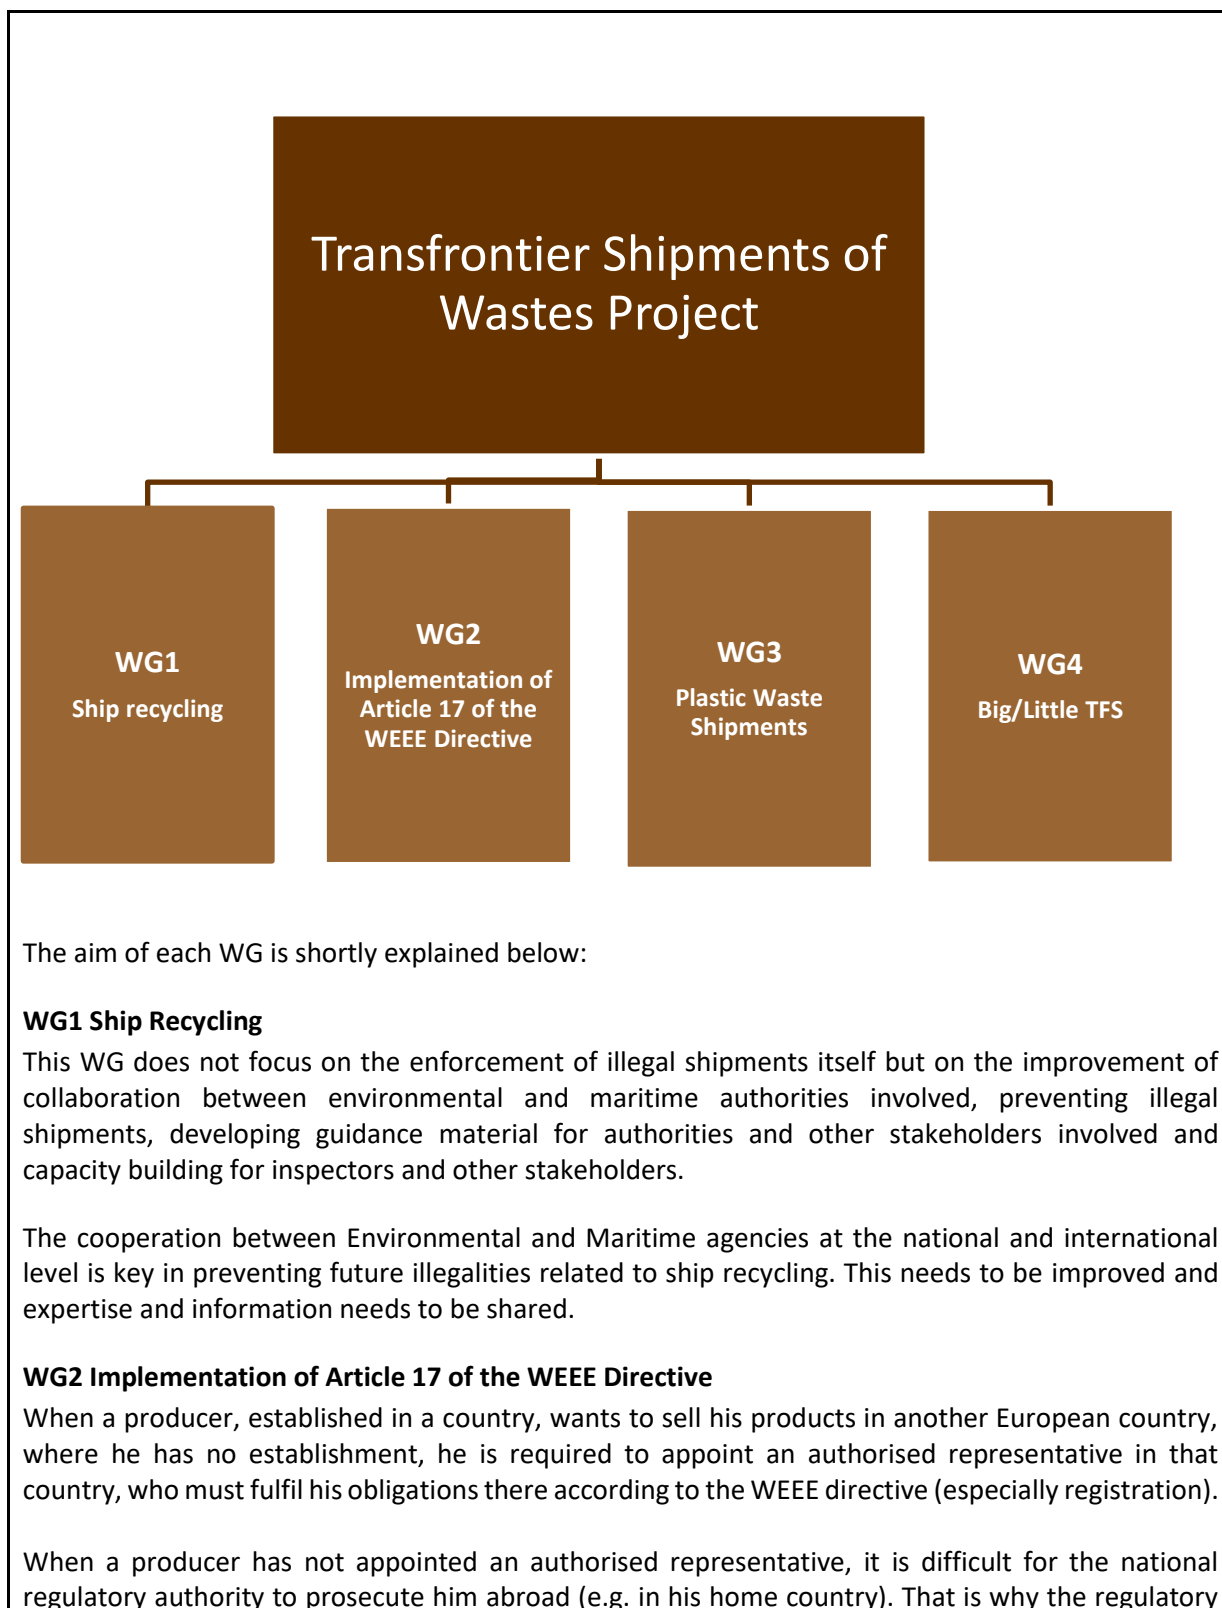 Transfrontier Shipments of
Wastes Project
WG1
Ship recycling
WG2
Implementation of
Article 17 of the
WEEE Directive
WG3
Plastic Waste
Shipments
WG4
Big/Little TFS
The aim of each WG is shortly explained below:
WG1 Ship Recycling
This WG does not focus on the enforcement of illegal shipments itself but on the improvement of
collaboration between environmental and maritime authorities involved, preventing illegal
shipments, developing guidance material for authorities and other stakeholders involved and
capacity building for inspectors and other stakeholders.
The cooperation between Environmental and Maritime agencies at the national and international
level is key in preventing future illegalities related to ship recycling. This needs to be improved and
expertise and information needs to be shared.
WG2 Implementation of Article 17 of the WEEE Directive
When a producer, established in a country, wants to sell his products in another European country,
where he has no establishment, he is required to appoint an authorised representative in that
country, who must fulfil his obligations there according to the WEEE directive (especially registration).
When a producer has not appointed an authorised representative, it is difficult for the national
regulatory authority to prosecute him abroad (e.g. in his home country). That is why the regulatory